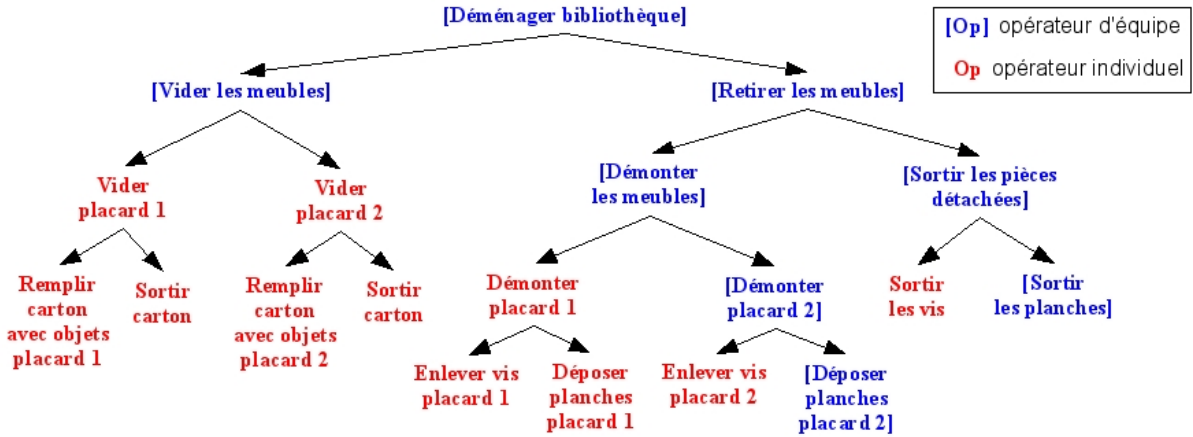 [Déménager bibliothèque]
[Op] opérateur d'équipe
Op opérateur individuel
[Vider les meubles]
[Retirer les meubles]
Vider
placard 1
Vider
placard 2
[Démonter
les meubles]
[Sortir les pièces
détachées]
Remplir
carton
avec objets
placard 1
Sortir
carton
Remplir
carton
avec objets
placard 2
Sortir
carton
Démonter
placard 1
[Démonter
placard 2]
Sortir
les vis
[Sortir
les planches]
Enlever vis
placard 1
Déposer
planches
placard 1
Enlever vis
placard 2
[Déposer
planches
placard 2]